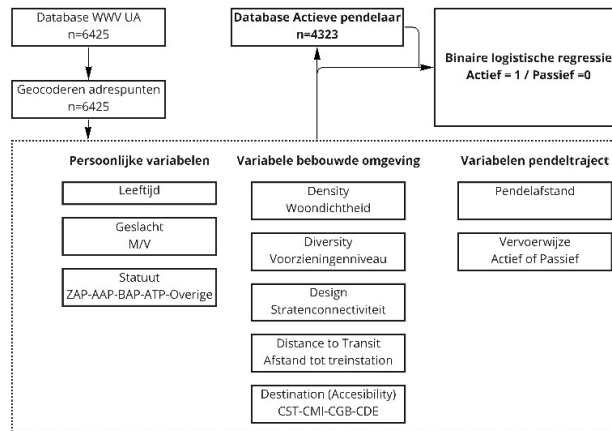 Database WWV UA
n=6425
Database Actieve pendelaar
n=4323
Binaire logistische regressie
Actief = 1 / Passief =0
Geocoderen adrespunten
n=6425
Persoonlijke variabelen
Leeftijd
Geslacht
M/V
Statuut
ZAP-AAP-BAP-ATP-Overige
Variabele bebouwde omgeving
Density
Woondichtheid
Diversity
Voorzieningenniveau
Design
Stratenconnectiviteit
Distance to Transit
Afstand tot treinstation
Destination (Accesibility)
CST-CMI-CGB-CDE
Variabelen pendeltraject
Pendelafstand
Vervoerwijze
Actief of Passief